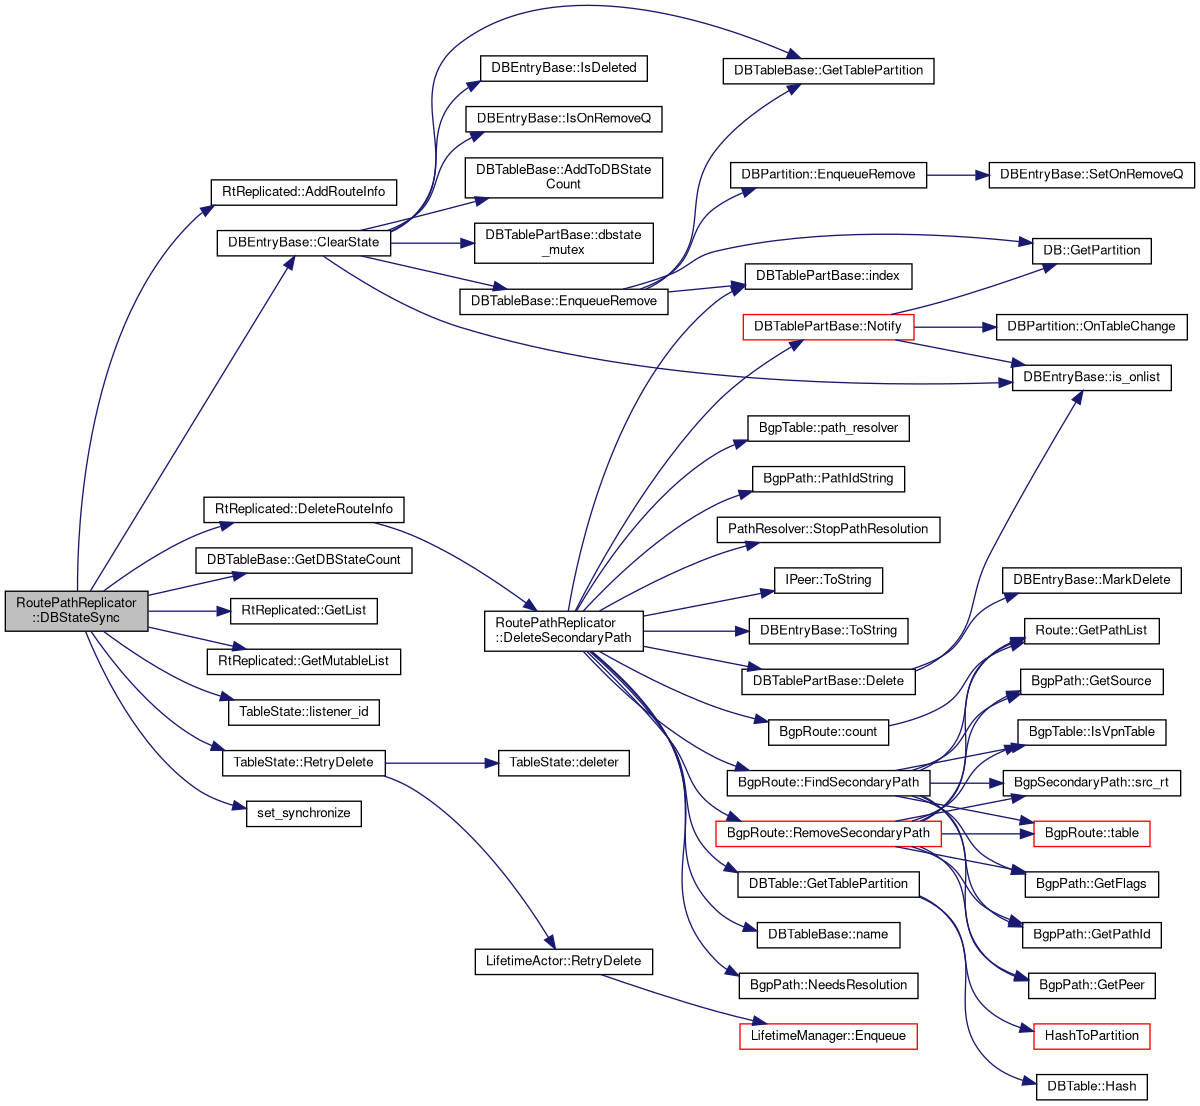 RoutePathReplicator
::DBStateSync
RtReplicated::AddRouteInfo
DBEntryBase::ClearState
RtReplicated::DeleteRouteInfo
DBTableBase::GetDBStateCount
RtReplicated::GetList
RtReplicated::GetMutableList
TableState::listener_id
TableState::RetryDelete
set_synchronize
DBEntryBase::IsDeleted
DBEntryBase::IsOnRemoveQ
DBTableBase::AddToDBState
Count
DBTablePartBase::dbstate
_mutex
DBTableBase::EnqueueRemove
RoutePathReplicator
::DeleteSecondaryPath
TableState::deleter
LifetimeActor::RetryDelete
DBTableBase::GetTablePartition
DBPartition::EnqueueRemove
DBTablePartBase::index
DBTablePartBase::Notify
BgpTable::path_resolver
BgpPath::PathIdString
PathResolver::StopPathResolution
IPeer::ToString
DBEntryBase::ToString
DBTablePartBase::Delete
BgpRoute::count
BgpRoute::FindSecondaryPath
BgpRoute::RemoveSecondaryPath
DBTable::GetTablePartition
DBTableBase::name
BgpPath::NeedsResolution
LifetimeManager::Enqueue
DBEntryBase::SetOnRemoveQ
DB::GetPartition
DBPartition::OnTableChange
DBEntryBase::is_onlist
DBEntryBase::MarkDelete
Route::GetPathList
BgpPath::GetSource
BgpTable::IsVpnTable
BgpSecondaryPath::src_rt
BgpRoute::table
BgpPath::GetFlags
BgpPath::GetPathId
BgpPath::GetPeer
HashToPartition
DBTable::Hash